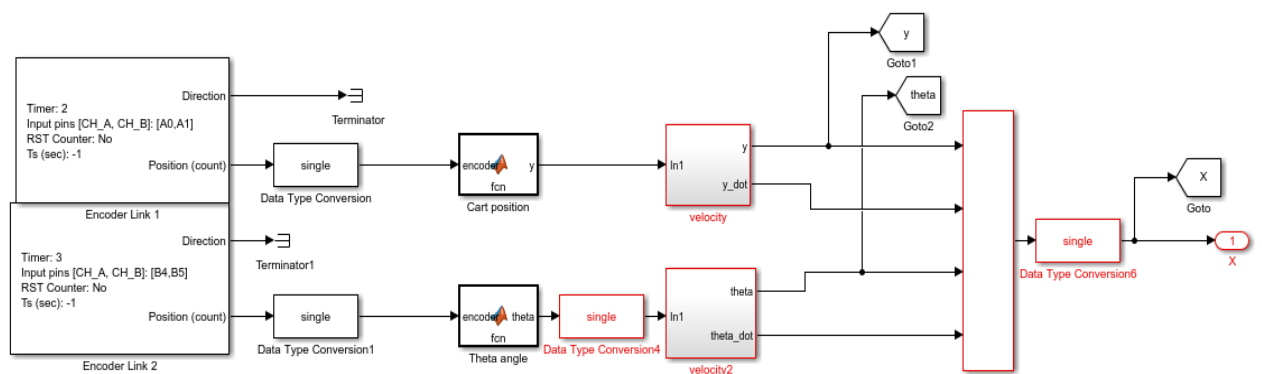 y
Goto1
Direction
Timer: 2
Input pins [CH_A, CH_B]: [A0,A1]
RST Counter: No
Ts (sec): -1
Position (count)
Encoder Link 1
Terminator
theta
Goto2
single
Data Type Conversion
encoder
y
fcn
Cart position
In1
y
y_dot
velocity
X
Goto
single
Data Type Conversion6
1
X
Direction
Timer: 3
Input pins [CH_A, CH_B]: [B4,B5]
RST Counter: No
Ts (sec): -1
Position (count)
Encoder Link 2
Terminator1
single
Data Type Conversion1
encoder
theta
fcn
Theta angle
single
Data Type Conversion4
In1
theta
theta_dot
velocity2